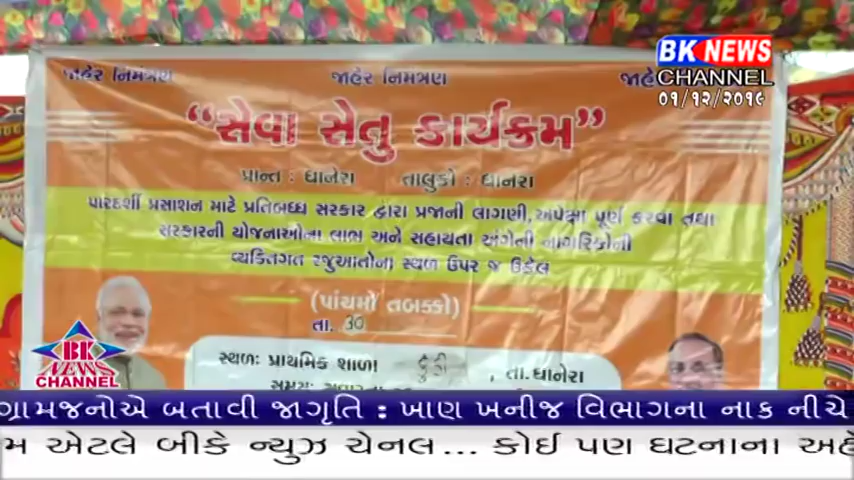 જાહેર નિમંત્રણ જાહેર નિમંત્રણ
BK NEWS
CHANNEL
૦૧/૧૨/૨૦૧૯
“સેવા સેતુ કાર્યક્રમ”
પ્રાન્ત : ધાનેરા તાલુકો : ધાનેરા
પારદર્શી પ્રસાશન માટે પ્રતિબધ્ધ સરકાર દ્વારા પ્રજાની લાગણી, અપેક્ષા પૂર્ણ કરવા તથા
સરકારની યોજનાઓના લાભ અને સહાયતા અંગેતી નાગરિકોની
વ્યક્તિગત રજુઆતોના સ્થળ ઉપર જ ઉકેલ
(પાંચમો તબક્કો)
તા. 30
સ્થળ: પ્રાથમિક શાળા , તા.ધાનેરા
સમય:
BK
NEWS
CHANNEL
ગ્રામજનોએ બતાવી જાગૃતિ : ખાણ ખનીજ વિભાગના નાક નીચે
મ એટલે બીકે ન્યુઝ ચેનલ... કોઈ પણ ઘટનાના અહે